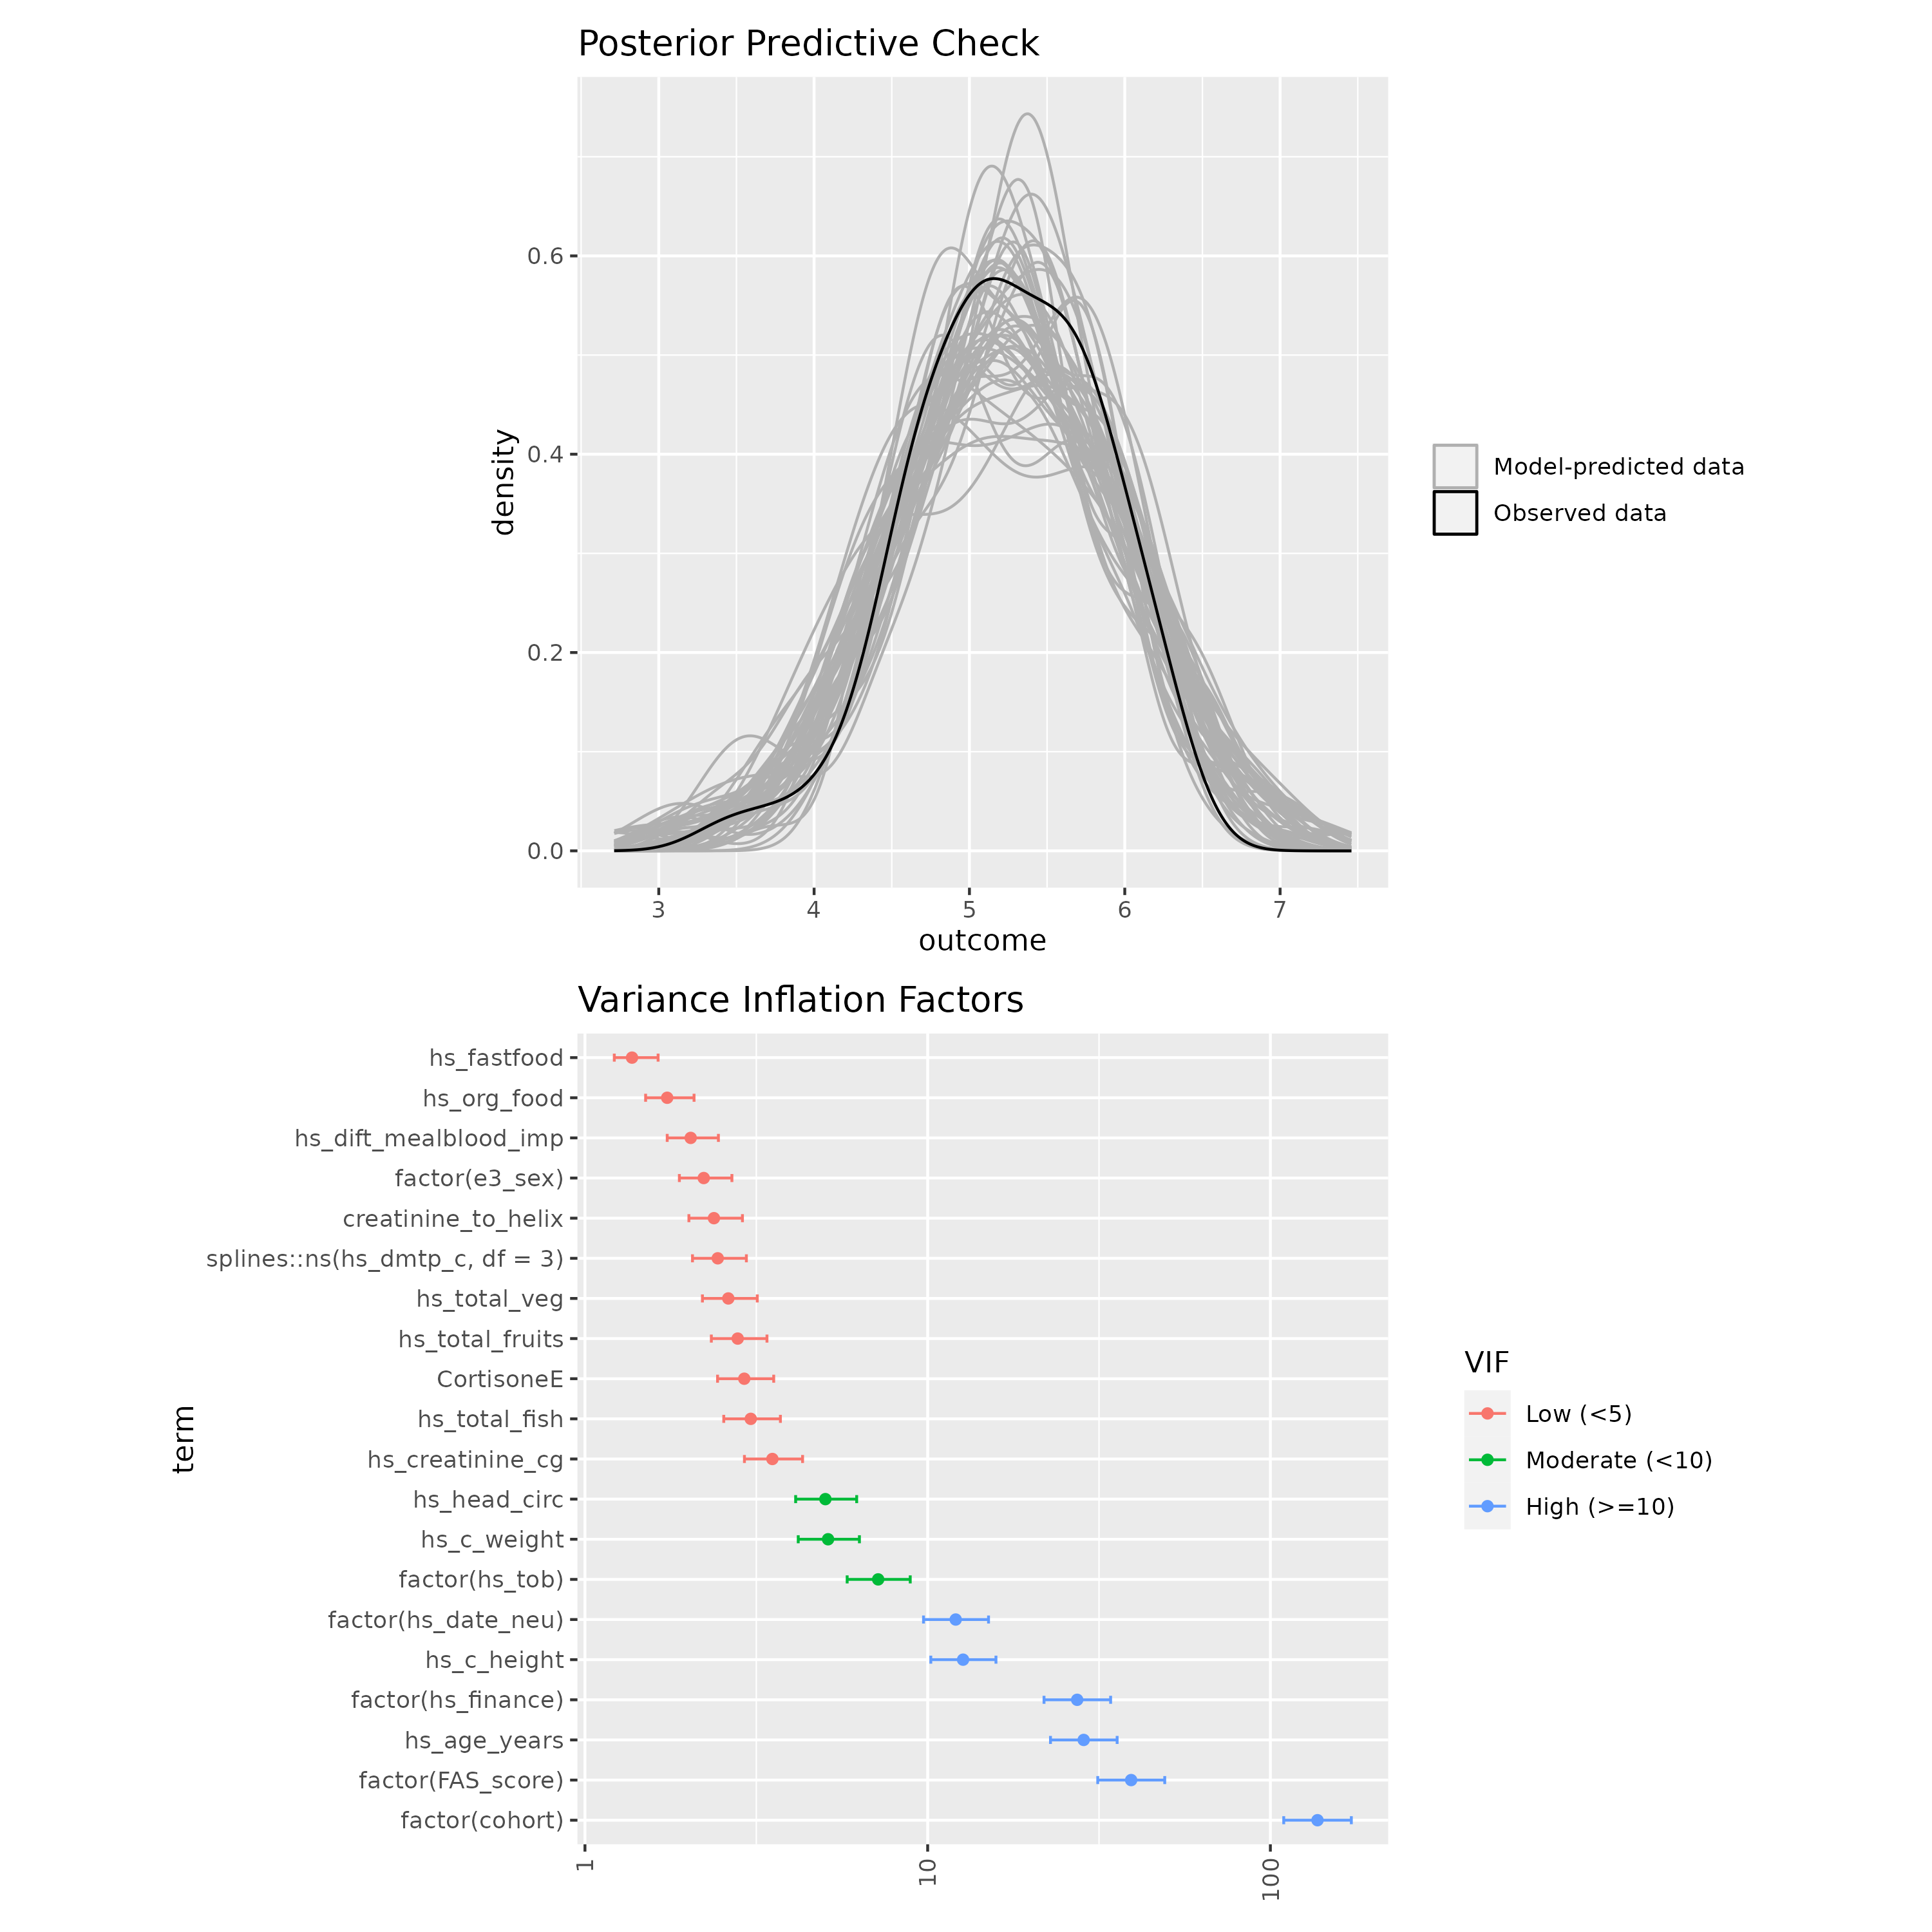 Posterior Predictive Check
density
0.6
0.4
0.2
0.0
3 4 5 6 7
outcome
Model-predicted data
Observed data
Variance Inflation Factors
term
hs_fastfood
hs_org_food
hs_dift_mealblood_imp
factor(e3_sex)
creatinine_to_helix
splines::ns(hs_dmtp_c, df = 3)
hs_total_veg
hs_total_fruits
CortisoneE
hs_total_fish
hs_creatinine_cg
hs_head_circ
hs_c_weight
factor(hs_tob)
factor(hs_date_neu)
hs_c_height
factor(hs_finance)
hs_age_years
factor(FAS_score)
factor(cohort)
1 10 100
VIF
Low (<5)
Moderate (<10)
High (>=10)